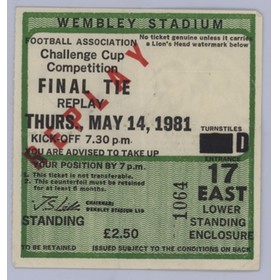 WEMBLEY STADIUM
FOOTBALL ASSOCIATION
Challenge Cup
Competition
No ticket genuine unless it carries
a Lion's Head watermark below
FINAL TIE
REPLAY
REPLAY
THURS, MAY 14, 1981
KICK-OFF 7.30 pm
YOU ARE ADVISED TO TAKE UP
YOUR POSITION BY 7 p.m.
TURNSTILES
D
ENTRANCE
17
EAST
LOWER
STANDING
ENCLOSURE
1064
1. This ticket is not transferable.
2. This counterfoil must be retained
for at least 6 months.
CHAIRMAN:
WEMBLEY STADIUM LTD
STANDING
£2.50
TO BE RETAINED
ISSUED SUBJECT TO THE CONDITIONS ON BACK